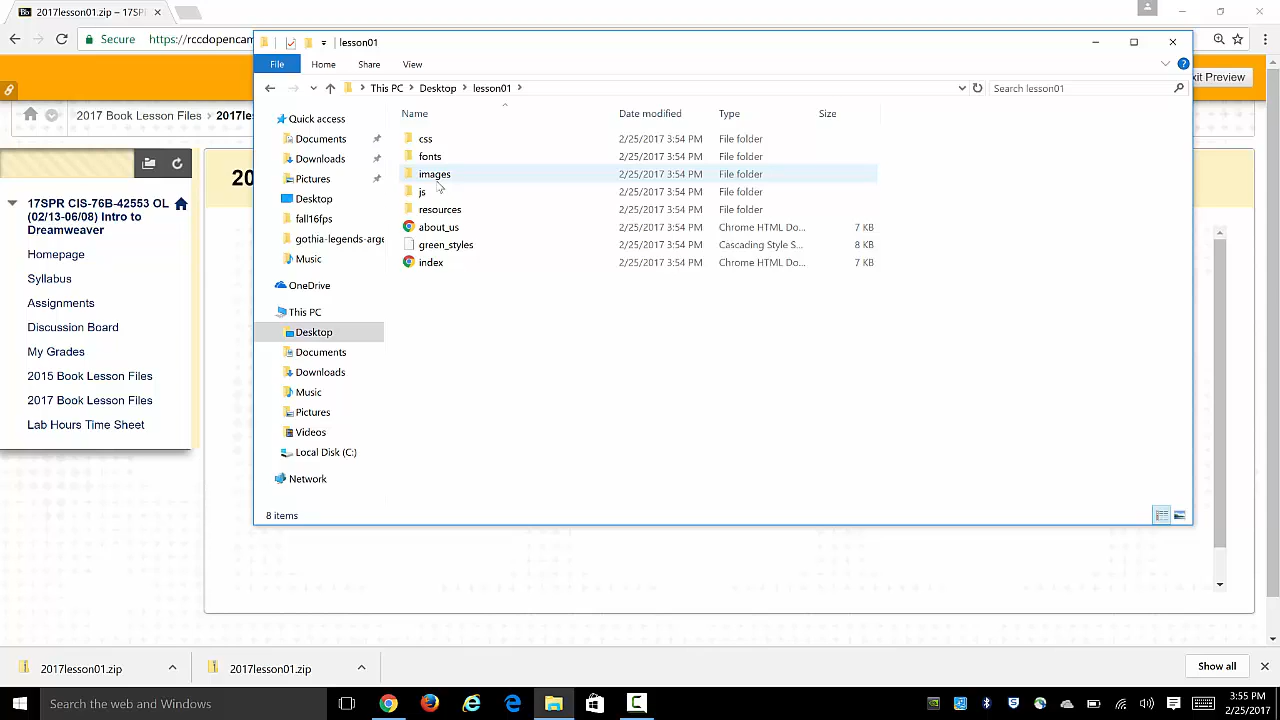 2017lesson01.zip – 17SP
Secure
https://rccdopencam
lesson01
File
Home
Share
View
This PC
Desktop
lesson01
Search lesson01
xit Preview
2017 Book Lesson Files
2017le
20
17SPR CIS-76B-42553 OL
(02/13-06/08) Intro to
Dreamweaver
Homepage
Syllabus
Assignments
Discussion Board
My Grades
2015 Book Lesson Files
2017 Book Lesson Files
Lab Hours Time Sheet
Quick access
Documents
Downloads
Pictures
Desktop
fall16fps
gothia-legends-arge
Music
OneDrive
This PC
Desktop
Documents
Downloads
Music
Pictures
Videos
Local Disk (C:)
Network
Name Date modified Type Size
css 2/25/2017 3:54 PM File folder
fonts 2/25/2017 3:54 PM File folder
images 2/25/2017 3:54 PM File folder
js 2/25/2017 3:54 PM File folder
resources 2/25/2017 3:54 PM File folder
about_us 2/25/2017 3:54 PM Chrome HTML Do... 7 KB
green_styles 2/25/2017 3:54 PM Cascading Style S... 8 KB
index 2/25/2017 3:54 PM Chrome HTML Do... 7 KB
8 items
2017lesson01.zip
2017lesson01.zip
Show all
Search the web and Windows
3:55 PM
2/25/2017